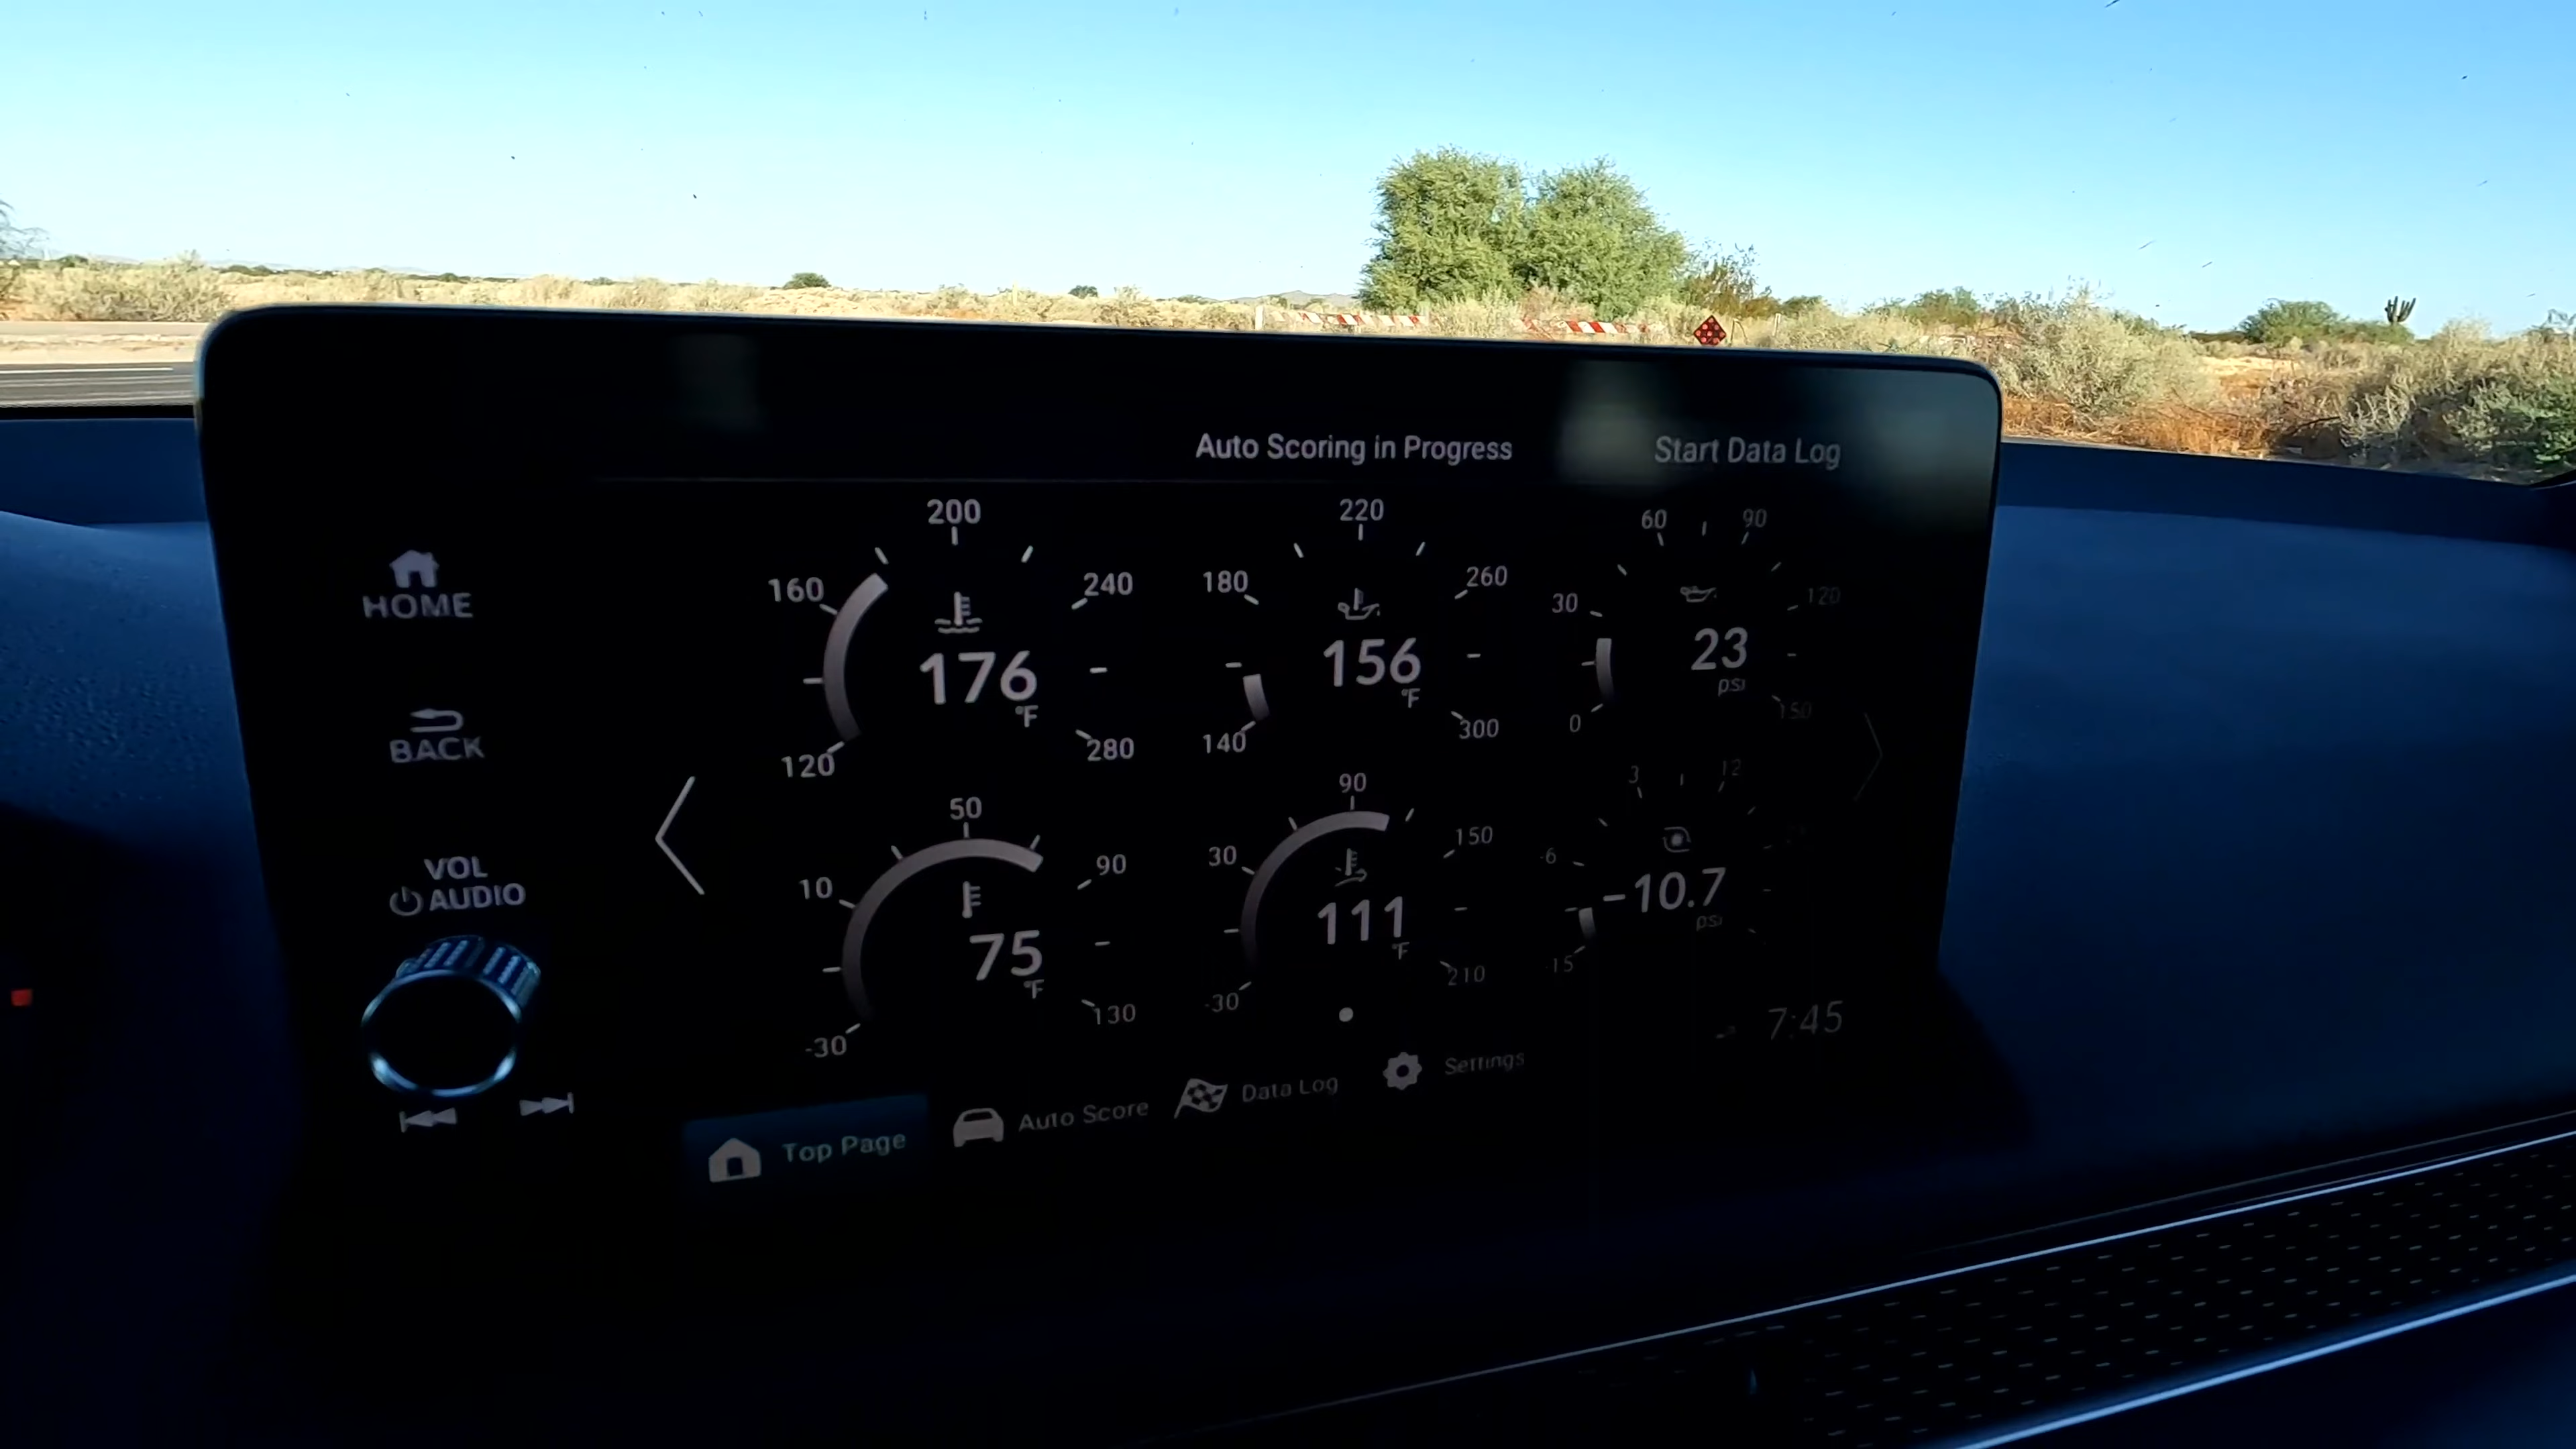 Auto Scoring in Progress
Start Data Log
HOME
BACK
VOL
AUDIO
200
160
240
176
°F
120
280
220
180
260
156
°F
140
300
60
90
30
120
23
psi
0
150
50
10
90
75
°F
-30
130
90
30
150
111
°F
-30
210
3
12
-6
-10.7
psi
-15
7:45
Top Page
Auto Score
Data Log
Settings